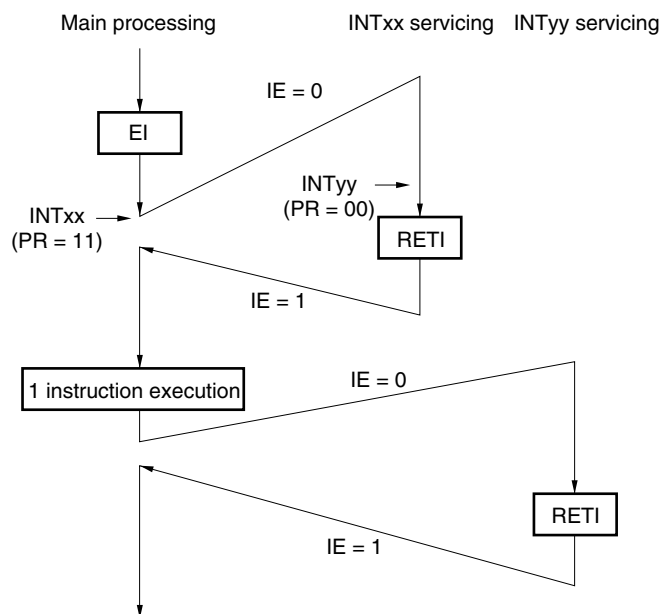 Main processing
INTxx servicing
INTyy servicing
IE = 0
EI
INTxx
(PR = 11)
INTyy
(PR = 00)
RETI
IE = 1
1 instruction execution
IE = 0
RETI
IE = 1